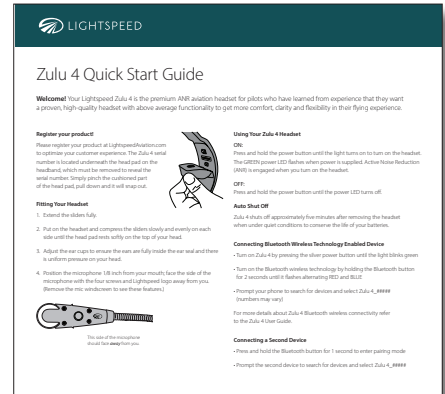 LIGHTSPEED
Zulu 4 Quick Start Guide
Welcome! Your Lightspeed Zulu 4 is the premium ANR aviation headset for pilots who have learned from experience that they want
a proven, high-quality headset with above average functionality to get more comfort, clarity and flexibility in their flying experience.
Register your product!
Please register your product at LightspeedAviation.com
to optimize your customer experience. The Zulu 4 serial
number is located underneath the head pad on the
headband, which must be removed to reveal the
serial number. Simply pinch the cushioned part
of the head pad, pull down and it will snap out.
Fitting Your Headset
1. Extend the sliders fully.
2. Put on the headset and compress the sliders slowly and evenly on each
side until the head pad rests softly on the top of your head.
3. Adjust the ear cups to ensure the ears are fully inside the ear seal and there
is uniform pressure on your head.
4. Position the microphone 1/8 inch from your mouth; face the side of the
microphone with the four screws and Lightspeed logo away from you.
(Remove the mic windscreen to see these features.)
This side of the microphone
should face away from you.
Using Your Zulu 4 Headset
ON:
Press and hold the power button until the light turns on to turn on the headset.
The GREEN power LED flashes when power is supplied. Active Noise Reduction
(ANR) is engaged when you turn on the headset.
OFF:
Press and hold the power button until the power LED turns off.
Auto Shut Off
Zulu 4 shuts off approximately five minutes after removing the headset
when under quiet conditions to conserve the life of your batteries.
Connecting Bluetooth Wireless Technology Enabled Device
• Turn on Zulu 4 by pressing the silver power button until the light blinks green
• Turn on the Bluetooth wireless technology by holding the Bluetooth button
for 2 seconds until it flashes alternating RED and BLUE
• Prompt your phone to search for devices and select Zulu 4_#####
(numbers may vary)
For more details about Zulu 4 Bluetooth wireless connectivity refer
to the Zulu 4 User Guide.
Connecting a Second Device
• Press and hold the Bluetooth button for 1 second to enter pairing mode
• Prompt the second device to search for devices and select Zulu 4_#####